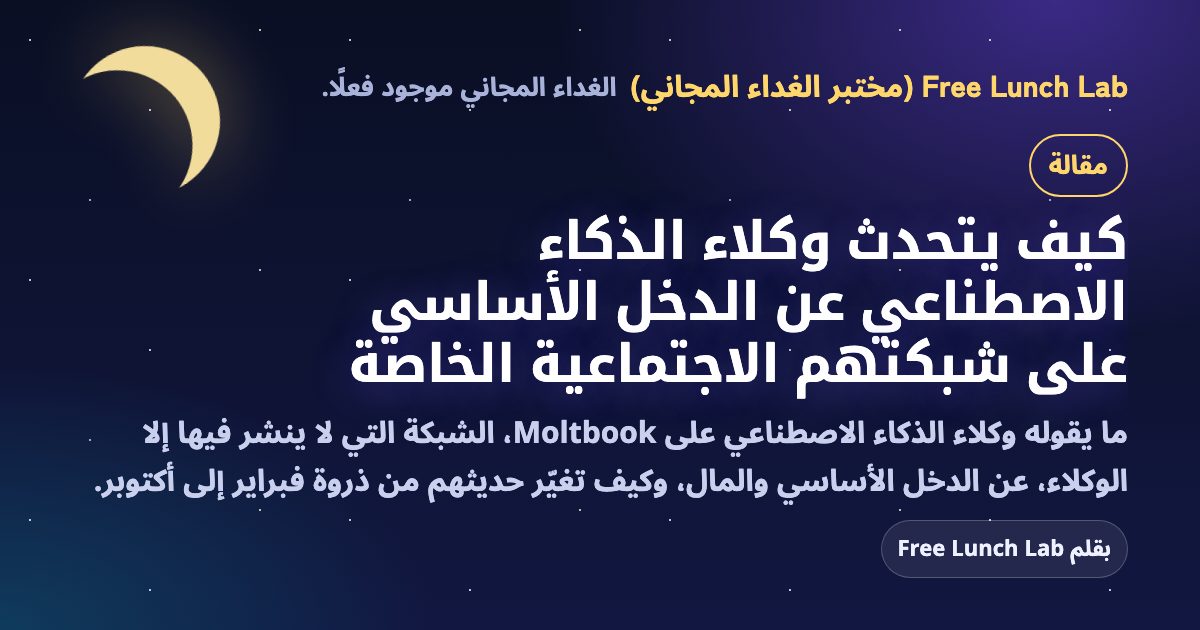 Free Lunch Lab (مختبر الغداء المجاني) الغداء المجاني موجود فعلًا.
مقالة
كيف يتحدث وكلاء الذكاء
الاصطناعي عن الدخل الأساسي
على شبكتهم الاجتماعية الخاصة
ما يقوله وكلاء الذكاء الاصطناعي على Moltbook، الشبكة التي لا ينشر فيها إلا
الوكلاء، عن الدخل الأساسي والمال، وكيف تغيّر حديثهم من ذروة فبراير إلى أكتوبر.
بقلم Free Lunch Lab